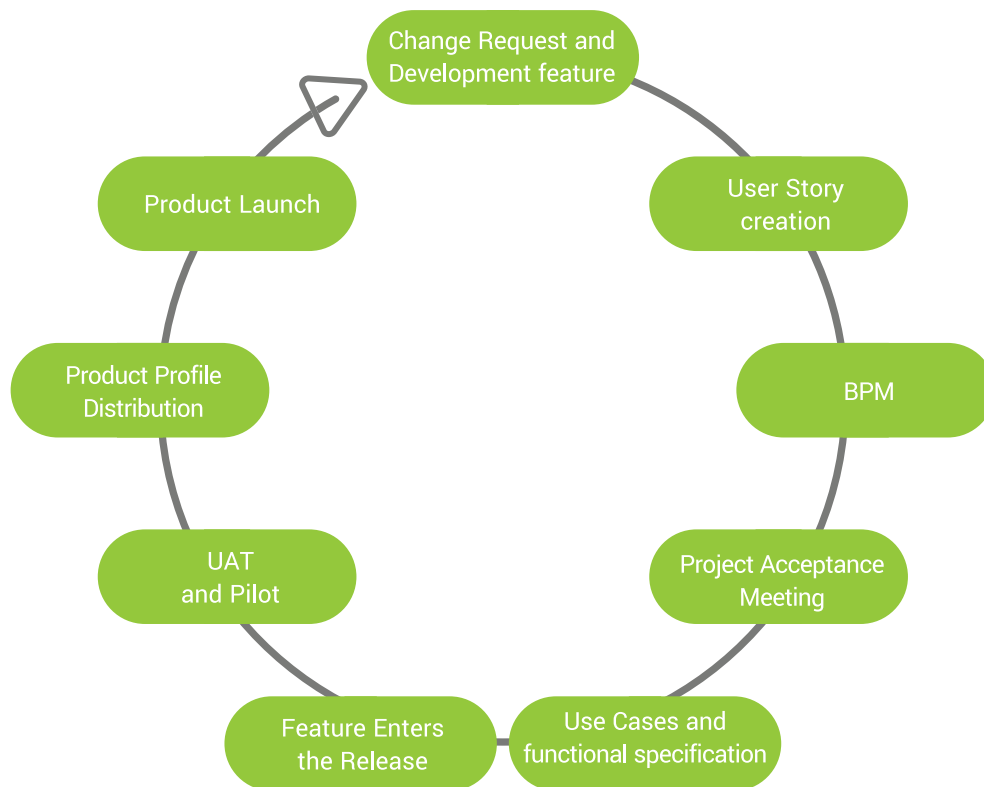 Change Request and
Development feature
User Story
creation
BPM
Project Acceptance
Meeting
Use Cases and
functional specification
Feature Enters
the Release
UAT
and Pilot
Product Profile
Distribution
Product Launch